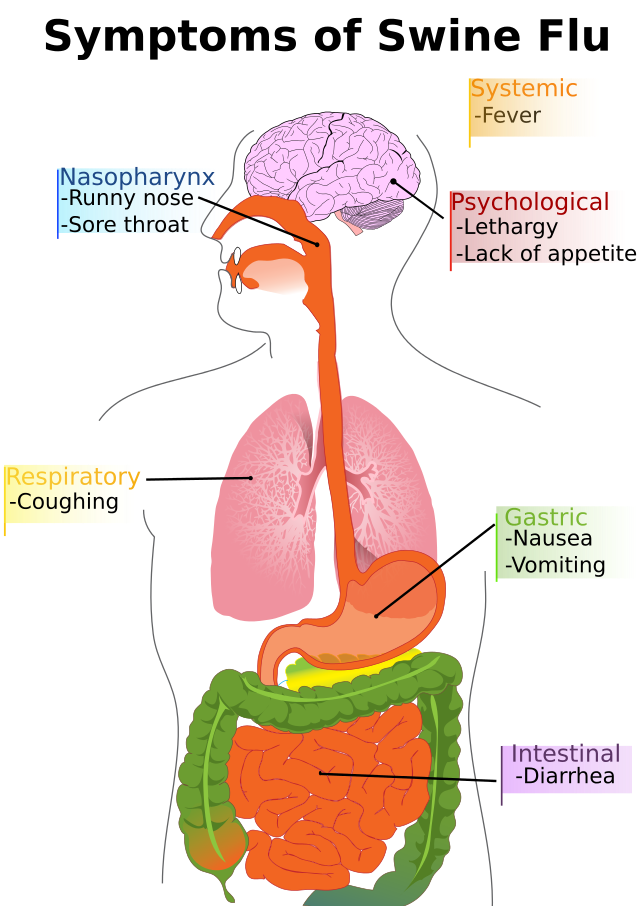 Symptoms of Swine Flu
Systemic
-Fever
Nasopharynx
-Runny nose
-Sore throat
Psychological
-Lethargy
-Lack of appetite
Respiratory
-Coughing
Gastric
-Nausea
-Vomiting
Intestinal
-Diarrhea